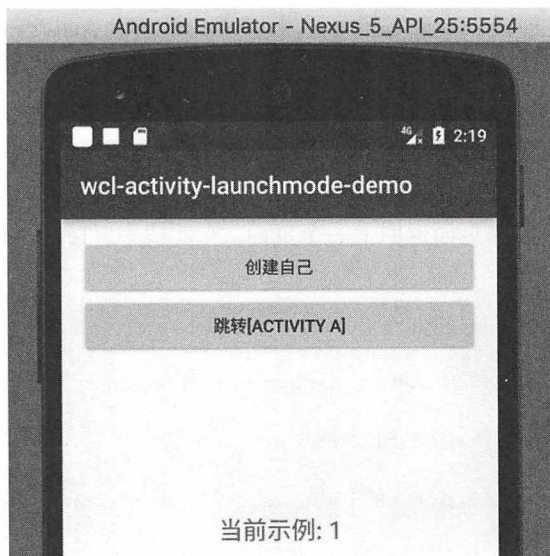 Android Emulator - Nexus_5_API_25:5554
4G 2:19
wcl-activity-launchmode-demo
创建自己
跳转[ACTIVITY A]
当前示例: 1